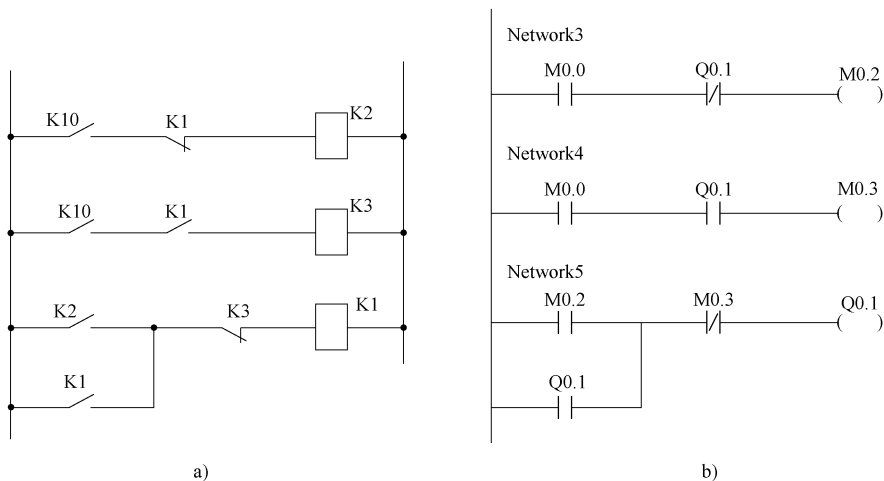 K10 K1 K2
K10 K1 K3
K2 K3 K1
K1
a)
Network3
M0.0 Q0.1 M0.2
Network4
M0.0 Q0.1 M0.3
Network5
M0.2 M0.3 Q0.1
Q0.1
b)